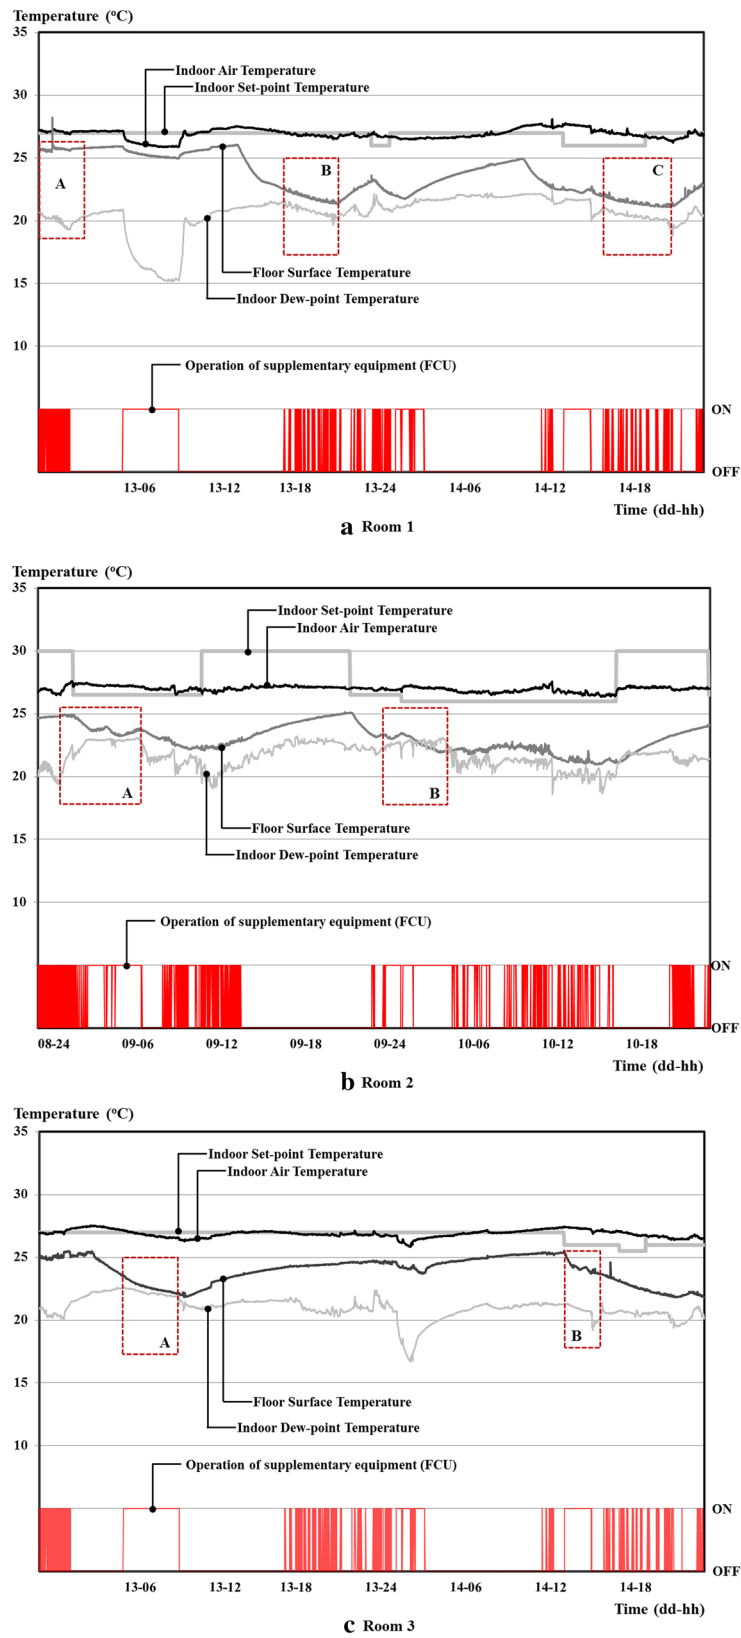 Temperature (ºC)
35
Indoor Air Temperature
30
Indoor Set-point Temperature
25
A
B
C
20
Floor Surface Temperature
15
Indoor Dew-point Temperature
10
Operation of supplementary equipment (FCU)
ON
OFF
13-06 13-12 13-18 13-24 14-06 14-12 14-18
Time (dd-hh)
a Room 1
Temperature (ºC)
35
Indoor Set-point Temperature
Indoor Air Temperature
30
25
A
B
20
Floor Surface Temperature
15
Indoor Dew-point Temperature
10
Operation of supplementary equipment (FCU)
ON
OFF
08-24 09-06 09-12 09-18 09-24 10-06 10-12 10-18
Time (dd-hh)
b Room 2
Temperature (ºC)
35
Indoor Set-point Temperature
Indoor Air Temperature
30
25
20
A
B
15
Floor Surface Temperature
Indoor Dew-point Temperature
10
Operation of supplementary equipment (FCU)
ON
OFF
13-06 13-12 13-18 13-24 14-06 14-12 14-18
Time (dd-hh)
c Room 3